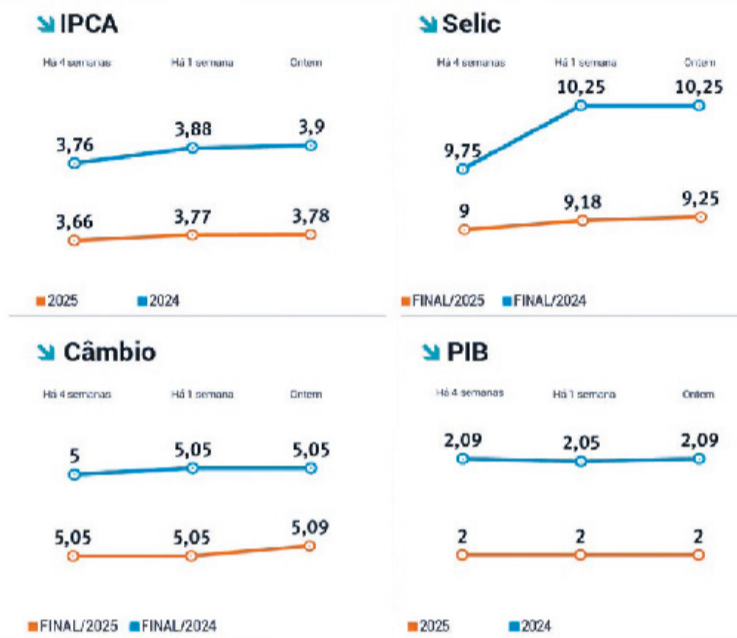 IPCA
Há 4 semanas Há 1 semana Ontem
3,76 3,88 3,9
3,66 3,77 3,78
2025 2024
Selic
Há 4 semanas Há 1 semana Ontem
9,75 10,25 10,25
9 9,18 9,25
FINAL/2025 FINAL/2024
Câmbio
Há 4 semanas Há 1 semana Ontem
5 5,05 5,05
5,05 5,05 5,09
FINAL/2025 FINAL/2024
PIB
Há 4 semanas Há 1 semana Ontem
2,09 2,05 2,09
2 2 2
2025 2024